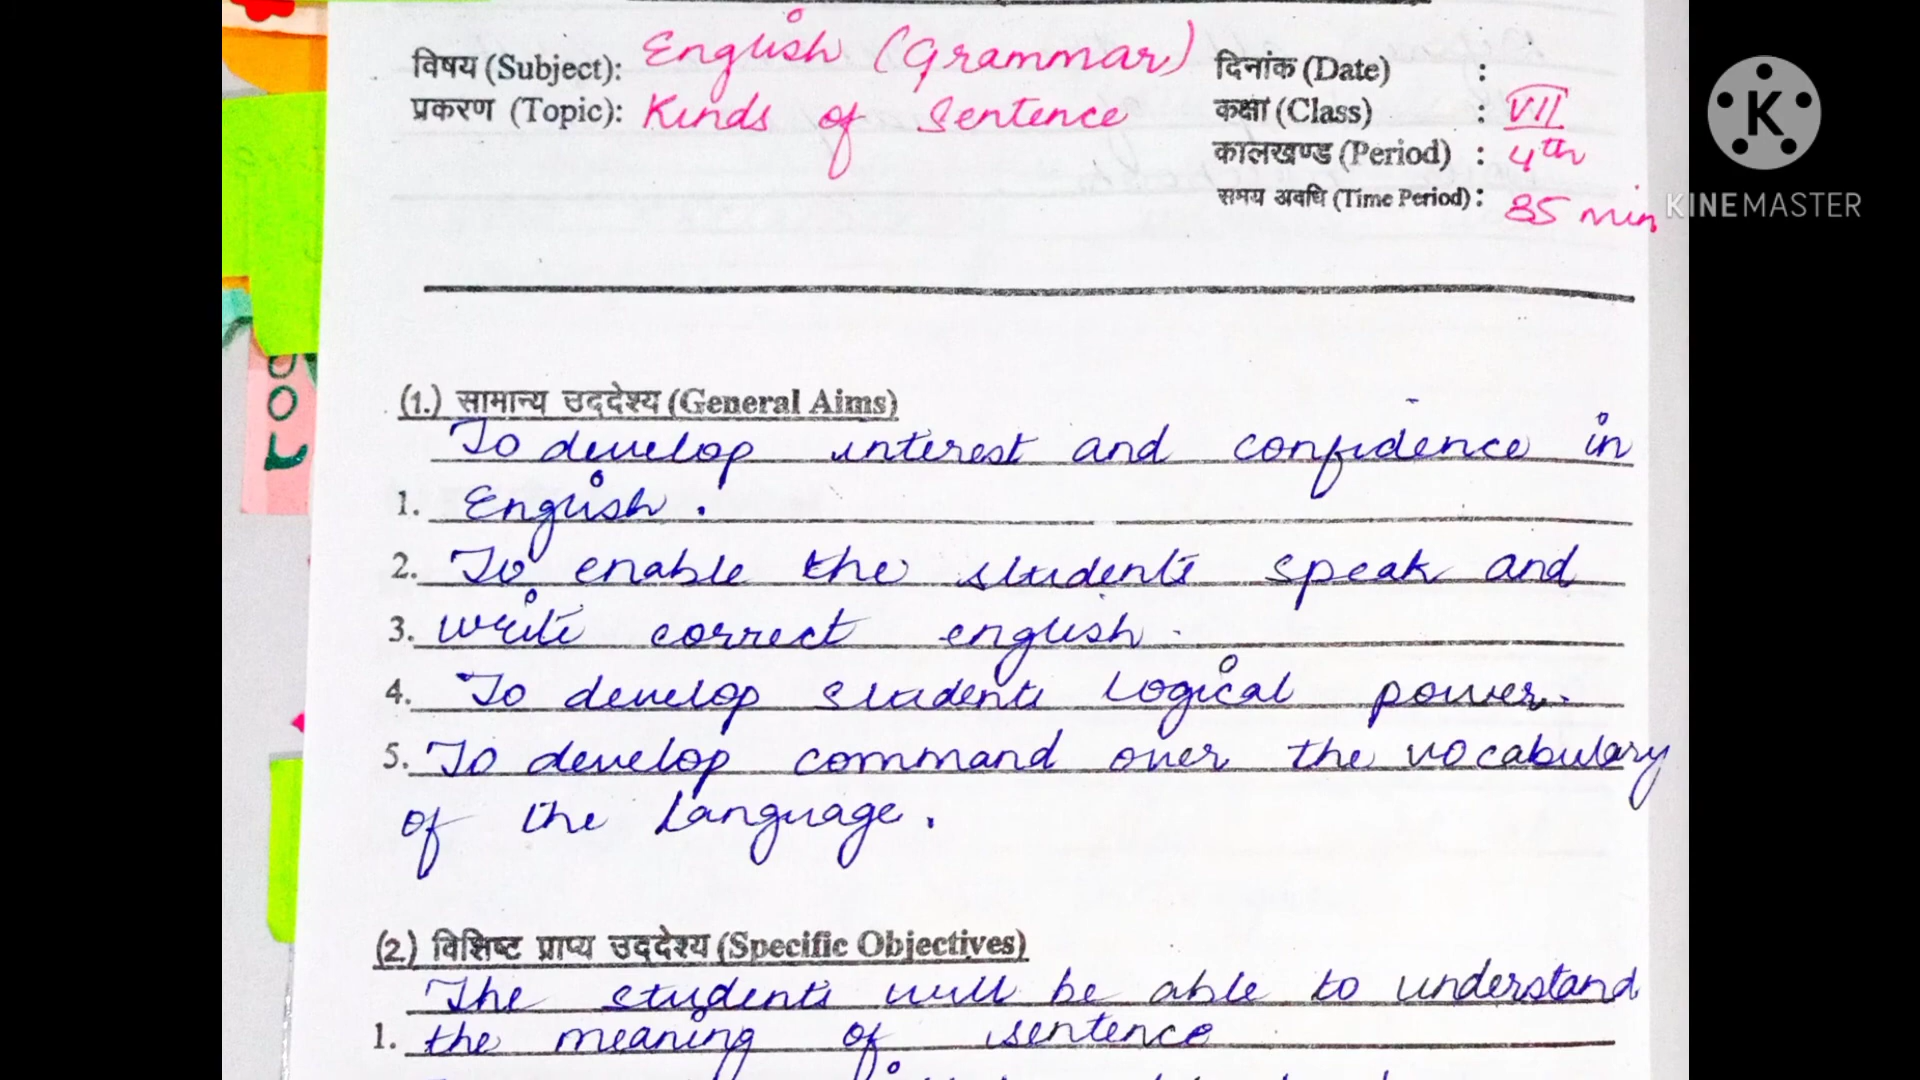 विषय (Subject): English (Grammar)
दिनांक (Date) :
प्रकरण (Topic): Kinds of Sentence
कक्षा (Class) : VII
कालखण्ड (Period) : 4th
समय अवधि (Time Period): 35 min
K
KINEMASTER
(1.) सामान्य उद्देश्य (General Aims)
To develop interest and confidence in
1. English.
2. To enable the students speak and
3. write correct english.
4. To develop students logical power.
5. To develop command over the vocabulary
of the language.
(2.) विशिष्ट प्राप्य उद्देश्य (Specific Objectives)
The students will be able to understand
1. the meaning of sentence